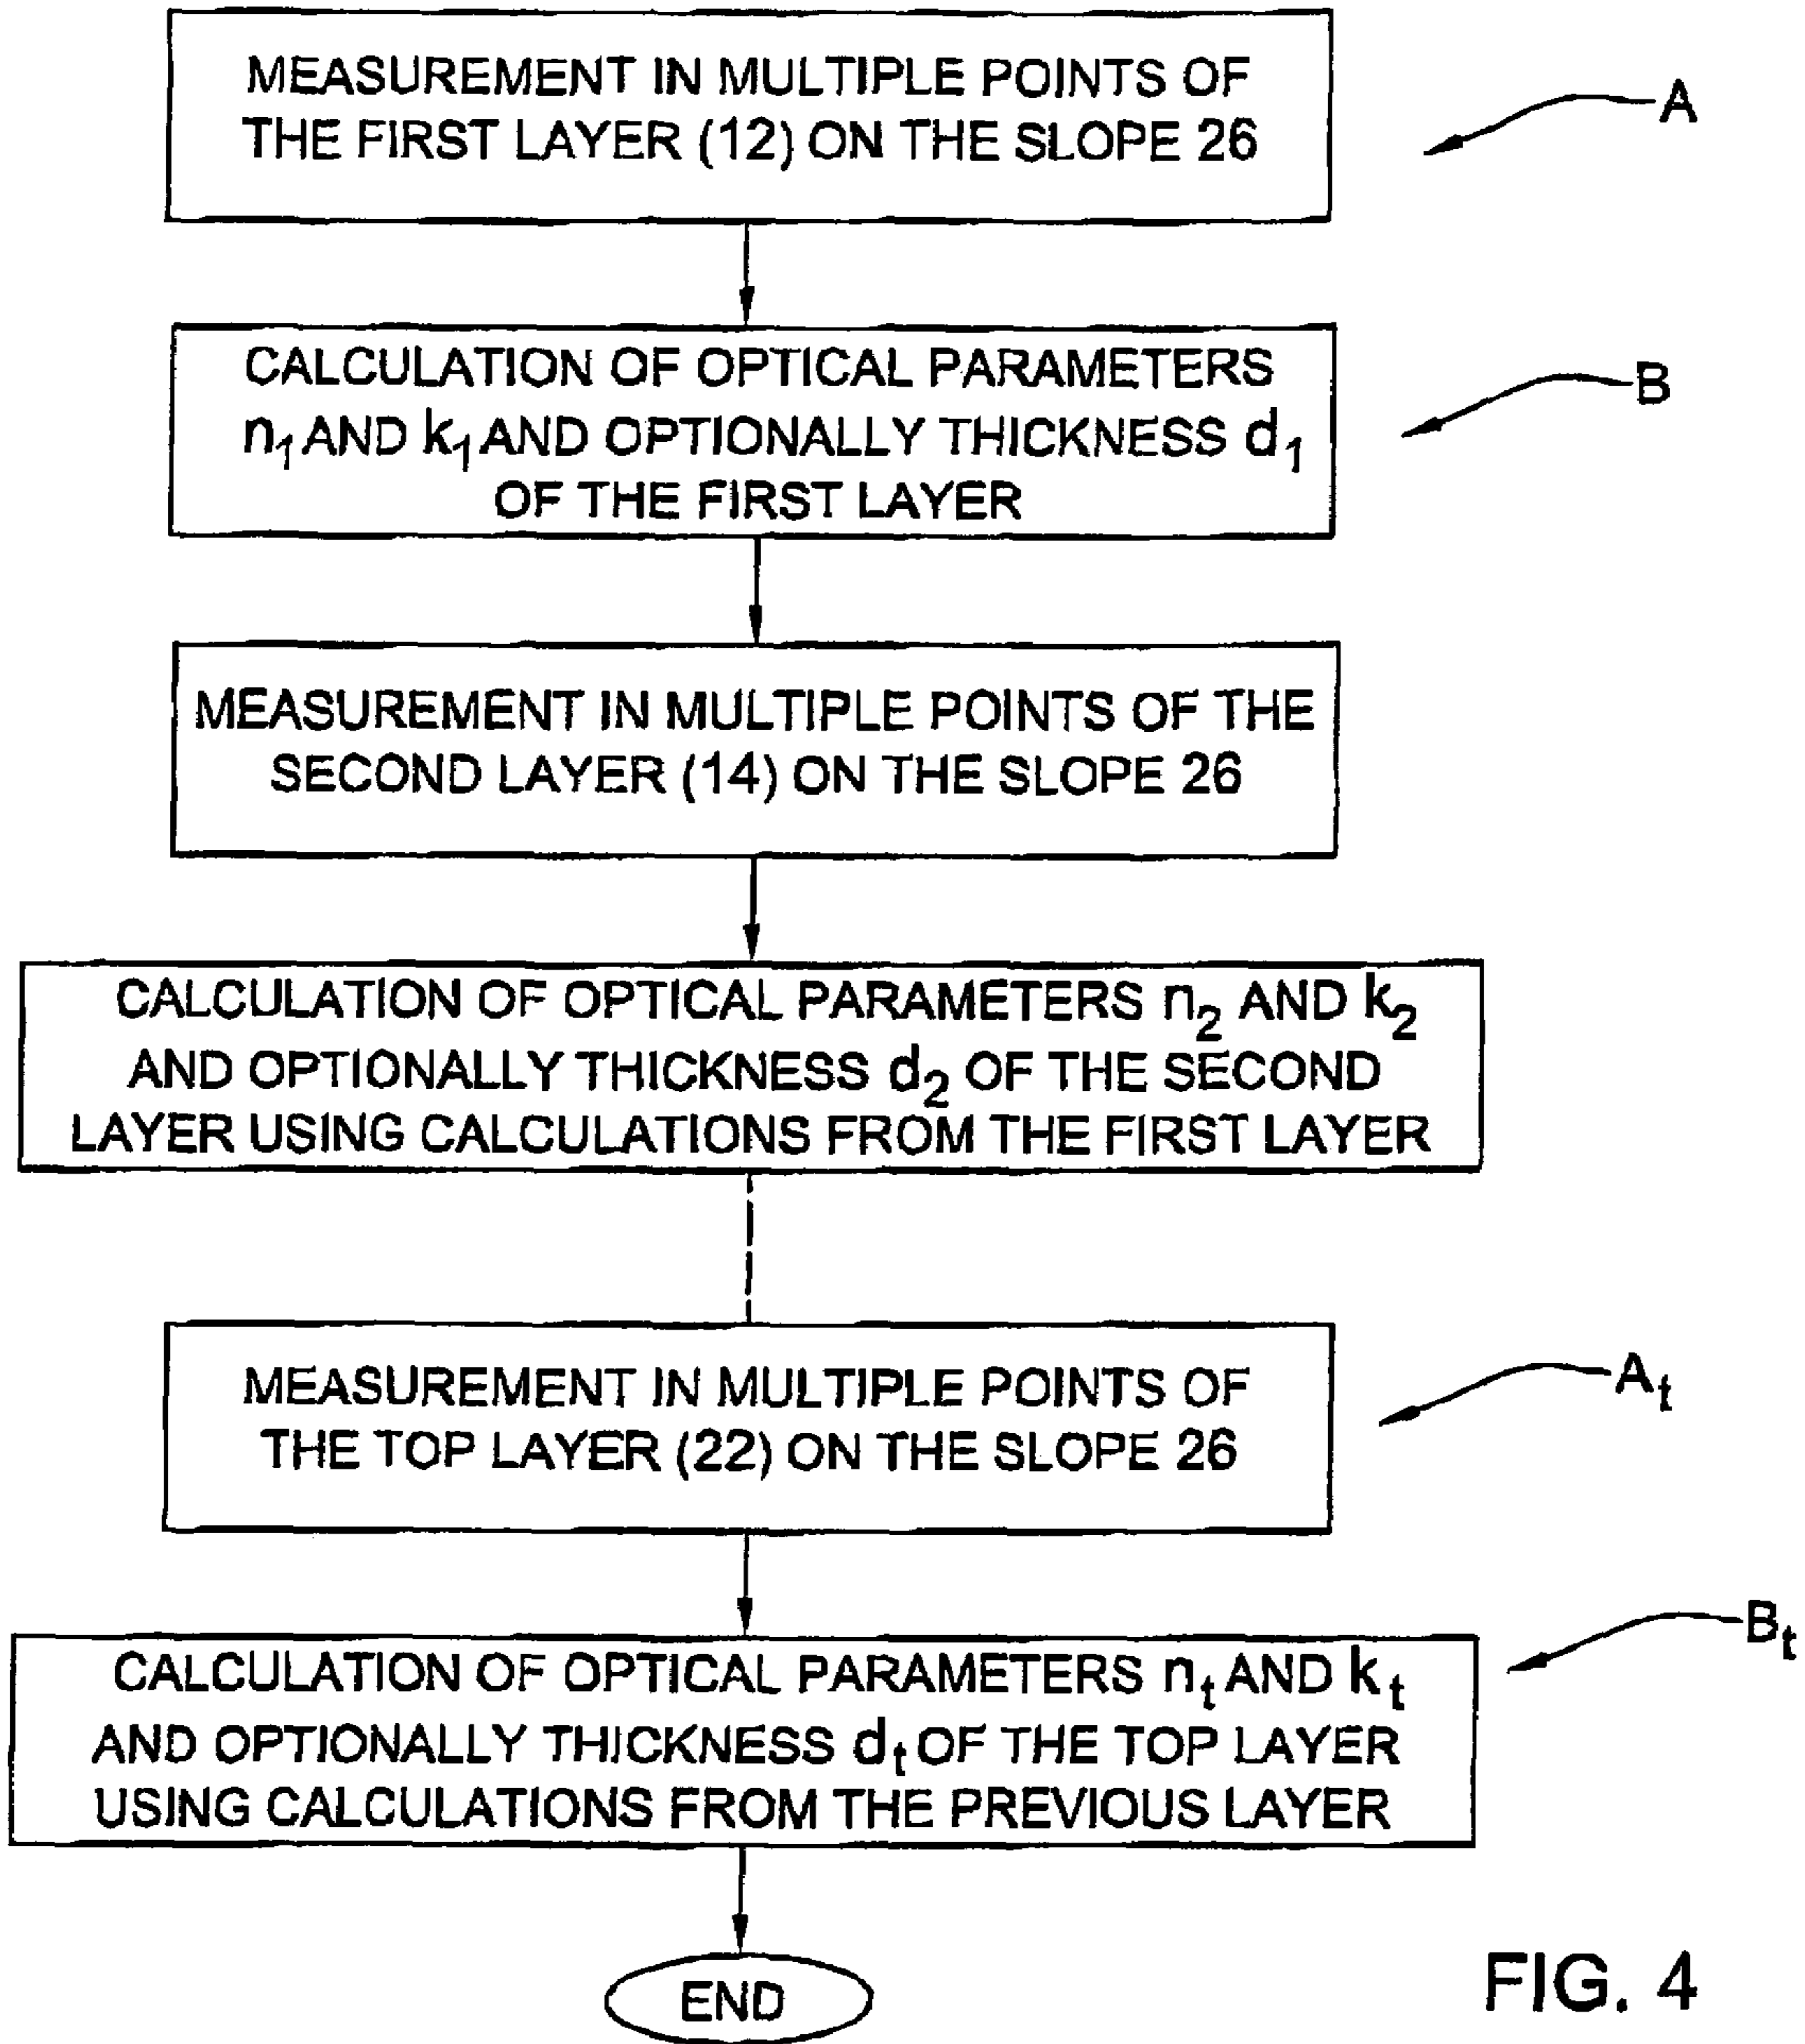 MEASUREMENT IN MULTIPLE POINTS OF
THE FIRST LAYER (12) ON THE SLOPE 26
A
CALCULATION OF OPTICAL PARAMETERS
n₁ AND k₁ AND OPTIONALLY THICKNESS d₁
OF THE FIRST LAYER
B
MEASUREMENT IN MULTIPLE POINTS OF THE
SECOND LAYER (14) ON THE SLOPE 26
CALCULATION OF OPTICAL PARAMETERS n₂ AND k₂
AND OPTIONALLY THICKNESS d₂ OF THE SECOND
LAYER USING CALCULATIONS FROM THE FIRST LAYER
MEASUREMENT IN MULTIPLE POINTS OF
THE TOP LAYER (22) ON THE SLOPE 26
Aₜ
CALCULATION OF OPTICAL PARAMETERS nₜ AND kₜ
AND OPTIONALLY THICKNESS dₜ OF THE TOP LAYER
USING CALCULATIONS FROM THE PREVIOUS LAYER
Bₜ
END
FIG. 4